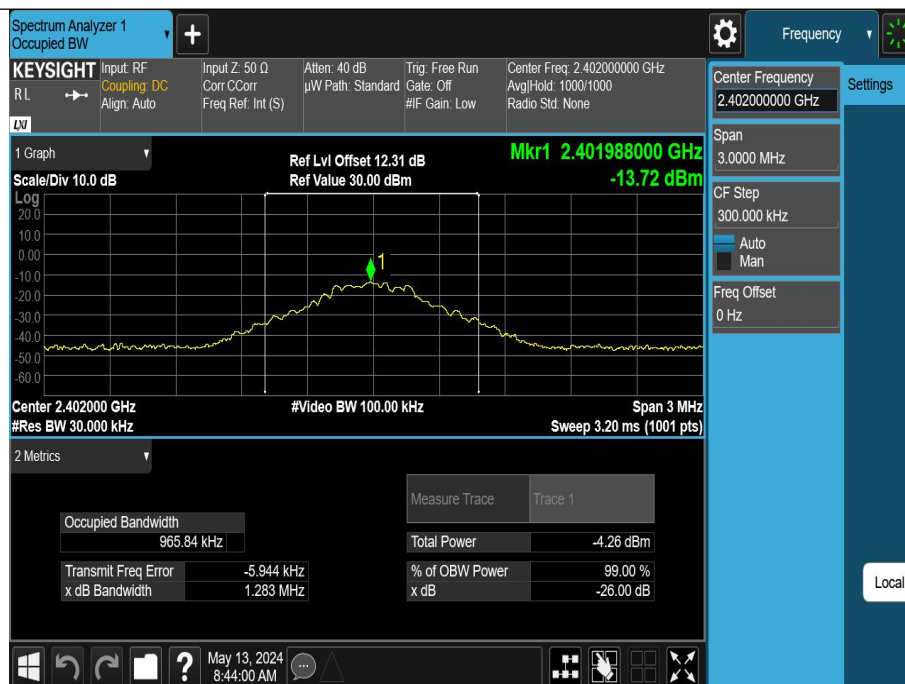 Spectrum Analyzer 1
Occupied BW
+
Frequency
KEYSIGHT
RL
LXI
Input: RF
Coupling: DC
Align: Auto
Input Z: 50 Ω
Corr CCorr
Freq Ref: Int (S)
Atten: 40 dB
µW Path: Standard
Trig: Free Run
Gate: Off
#IF Gain: Low
Center Freq: 2.402000000 GHz
Avg|Hold: 1000/1000
Radio Std: None
Center Frequency
2.402000000 GHz
Settings
Span
3.0000 MHz
CF Step
300.000 kHz
Auto
Man
Freq Offset
0 Hz
1 Graph
Scale/Div 10.0 dB
Ref Lvl Offset 12.31 dB
Ref Value 30.00 dBm
Mkr1 2.401988000 GHz
-13.72 dBm
Log
20.0
10.0
0.00
-10.0
-20.0
-30.0
-40.0
-50.0
-60.0
1
Center 2.402000 GHz
#Res BW 30.000 kHz
#Video BW 100.00 kHz
Span 3 MHz
Sweep 3.20 ms (1001 pts)
2 Metrics
Measure Trace Trace 1
Occupied Bandwidth
965.84 kHz
Total Power -4.26 dBm
Transmit Freq Error -5.944 kHz
% of OBW Power 99.00 %
x dB Bandwidth 1.283 MHz
x dB -26.00 dB
Local
?
May 13, 2024
8:44:00 AM